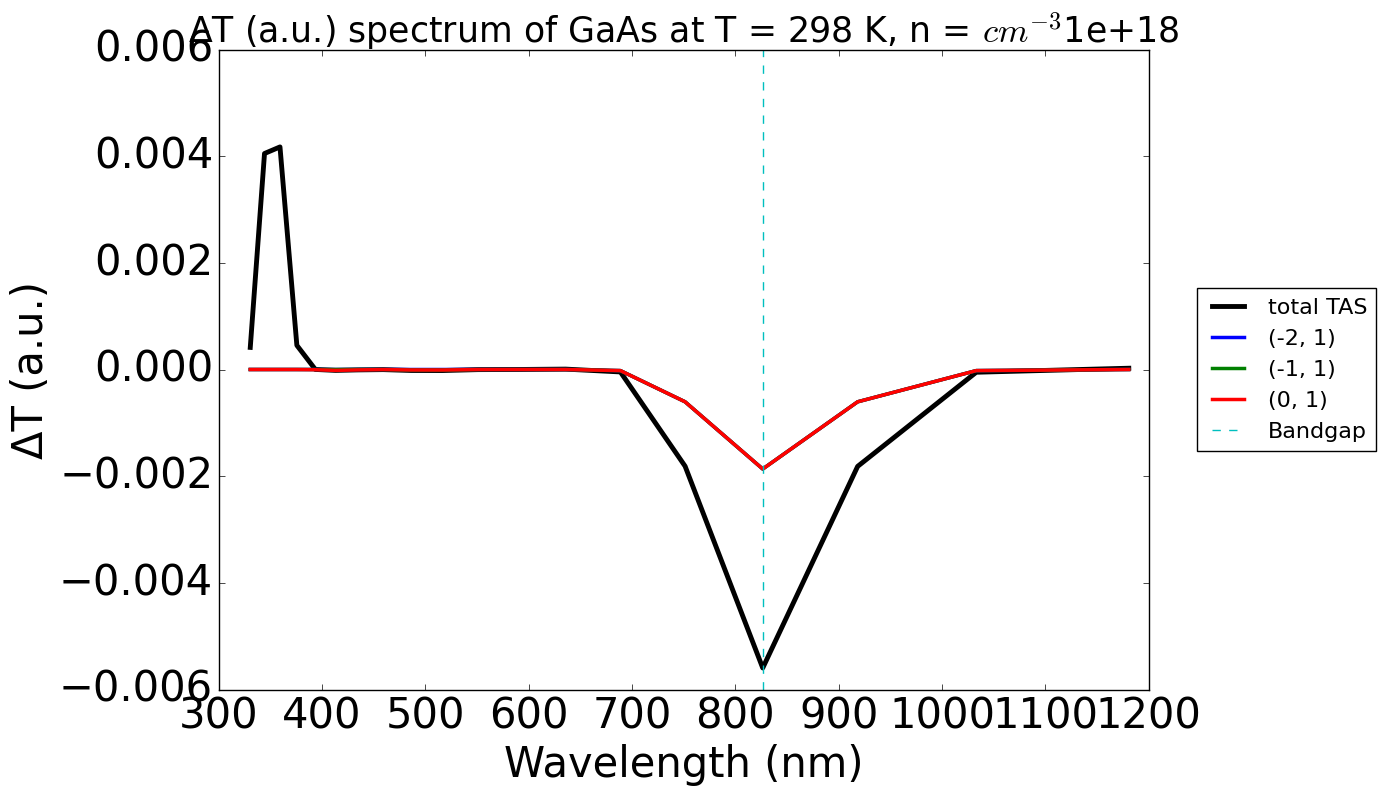 ΔT (a.u.) spectrum of GaAs at T = 298 K, n = cm⁻³1e+18
0.006
0.004
0.002
0.000
−0.002
−0.004
−0.006
ΔT (a.u.)
300 400 500 600 700 800 900 1000 1100 1200
Wavelength (nm)
total TAS
(-2, 1)
(-1, 1)
(0, 1)
Bandgap